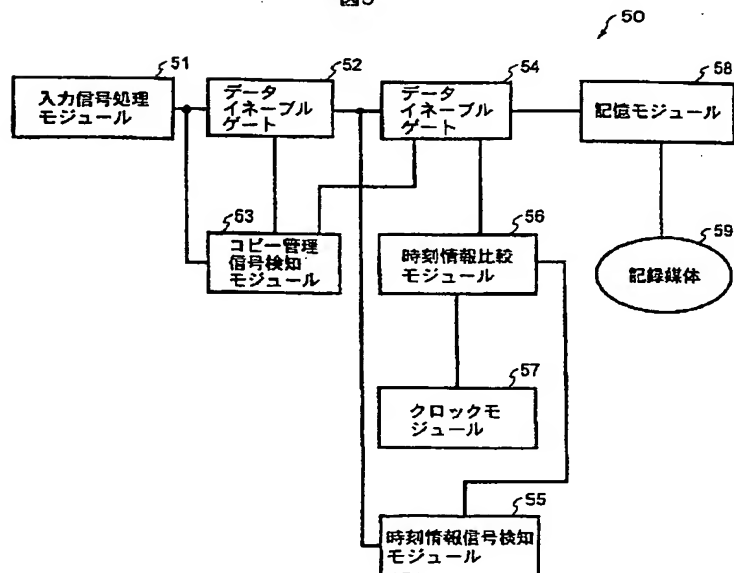 図5
50
51
入力信号処理
モジュール
52
データ
イネーブル
ゲート
54
データ
イネーブル
ゲート
58
記憶モジュール
53
コピー管理
信号検知
モジュール
56
時刻情報比較
モジュール
59
記録媒体
57
クロックモ
ジュール
55
時刻情報信号検知
モジュール